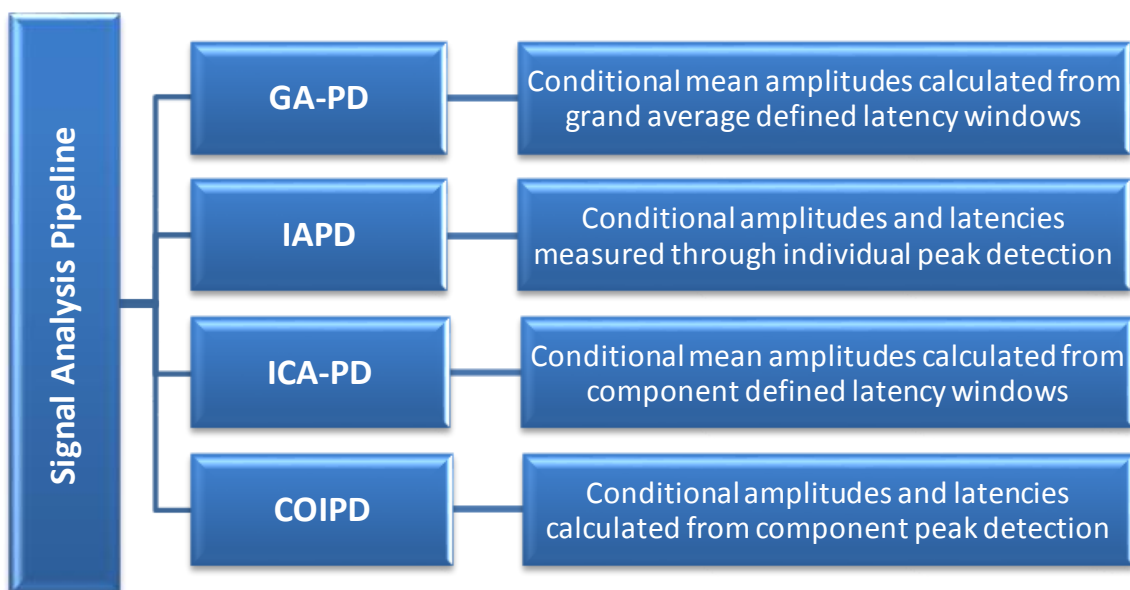 Signal Analysis Pipeline
GA-PD
Conditional mean amplitudes calculated from
grand average defined latency windows
IAPD
Conditional amplitudes and latencies
measured through individual peak detection
ICA-PD
Conditional mean amplitudes calculated from
component defined latency windows
COIPD
Conditional amplitudes and latencies
calculated from component peak detection